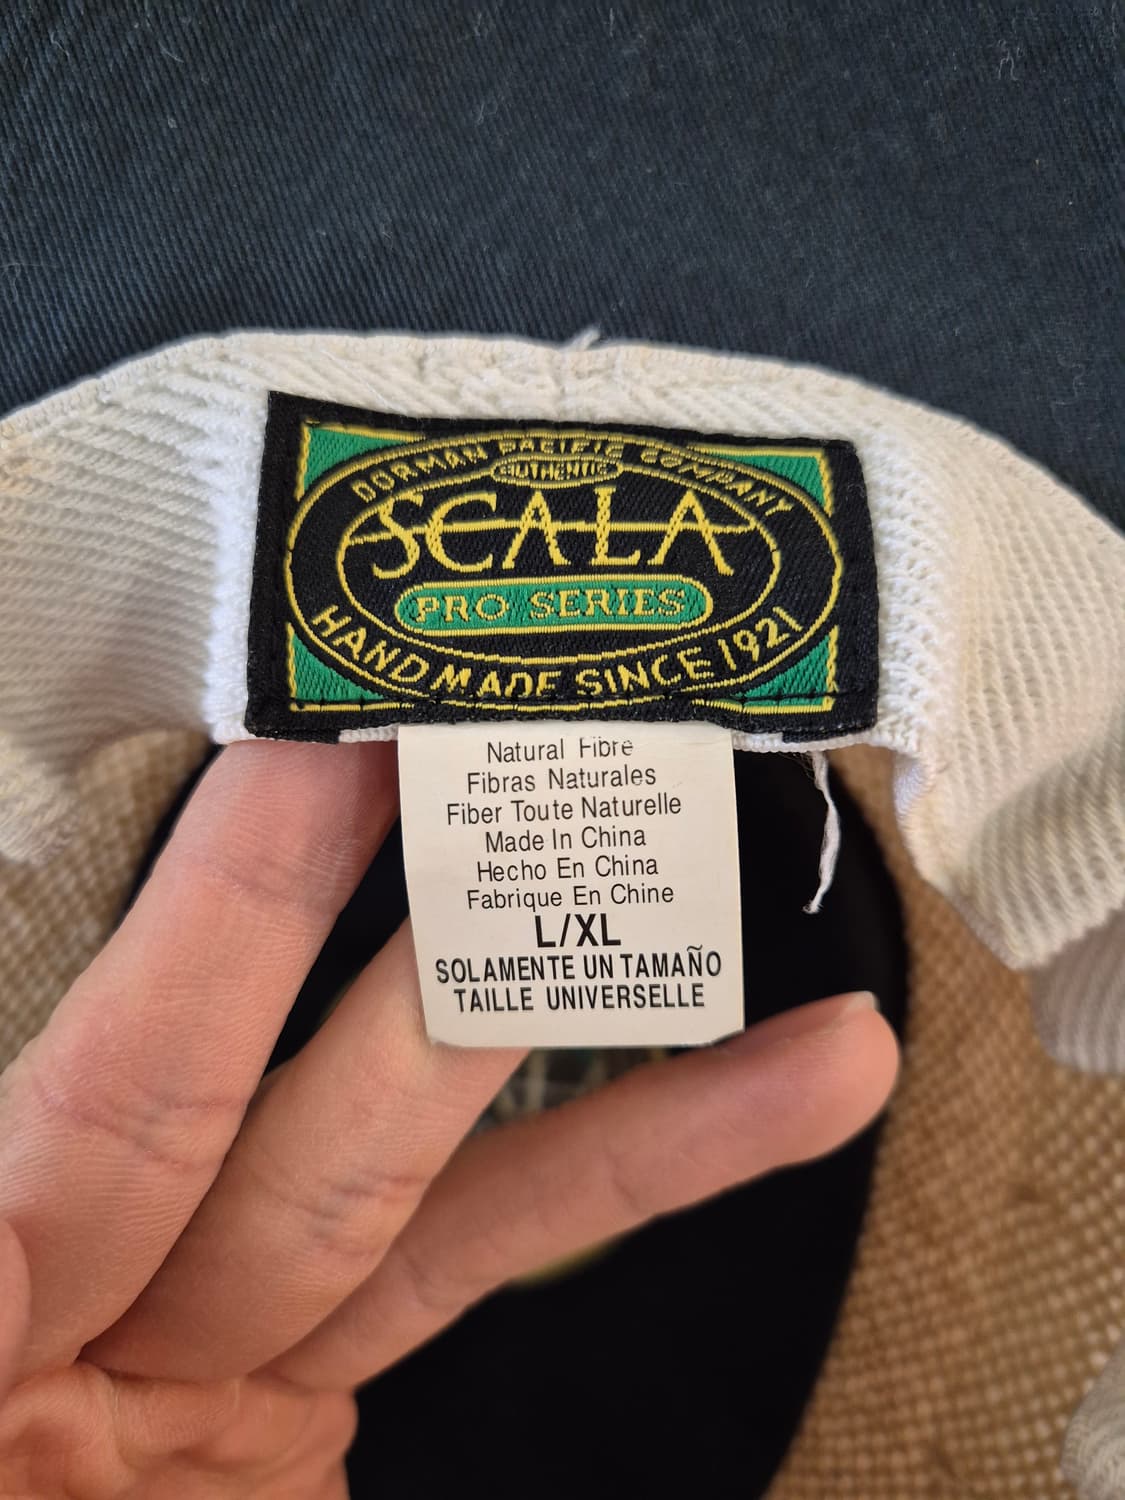 DORMAN PACIFIC COMPANY
AUTHENTIC
SCALA
PRO SERIES
HAND MADE SINCE 1921
Natural Fibre
Fibras Naturales
Fiber Toute Naturelle
Made In China
Hecho En China
Fabrique En Chine
L/XL
SOLAMENTE UN TAMAÑO
TAILLE UNIVERSELLE